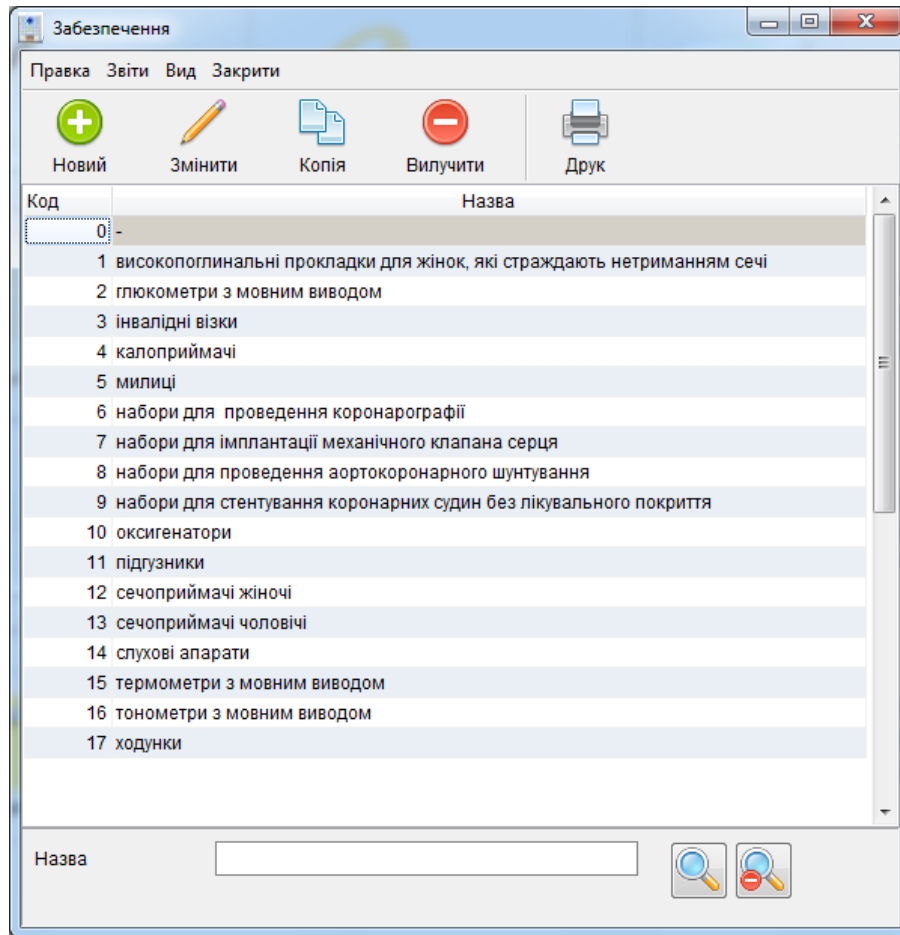 Забезпечення
Правка Звіти Вид Закрити
Новий Змінити Копія Вилучити Друк
Код Назва
0 -
1 високопоглинальні прокладки для жінок, які страждають нетриманням сечі
2 глюкометри з мовним виводом
3 інвалідні візки
4 калоприймачі
5 милиці
6 набори для  проведення коронарографії
7 набори для імплантації механічного клапана серця
8 набори для проведення аортокоронарного шунтування
9 набори для стентування коронарних судин без лікувального покриття
10 оксигенатори
11 підгузники
12 сечоприймачі жіночі
13 сечоприймачі чоловічі
14 слухові апарати
15 термометри з мовним виводом
16 тонометри з мовним виводом
17 ходунки
Назва